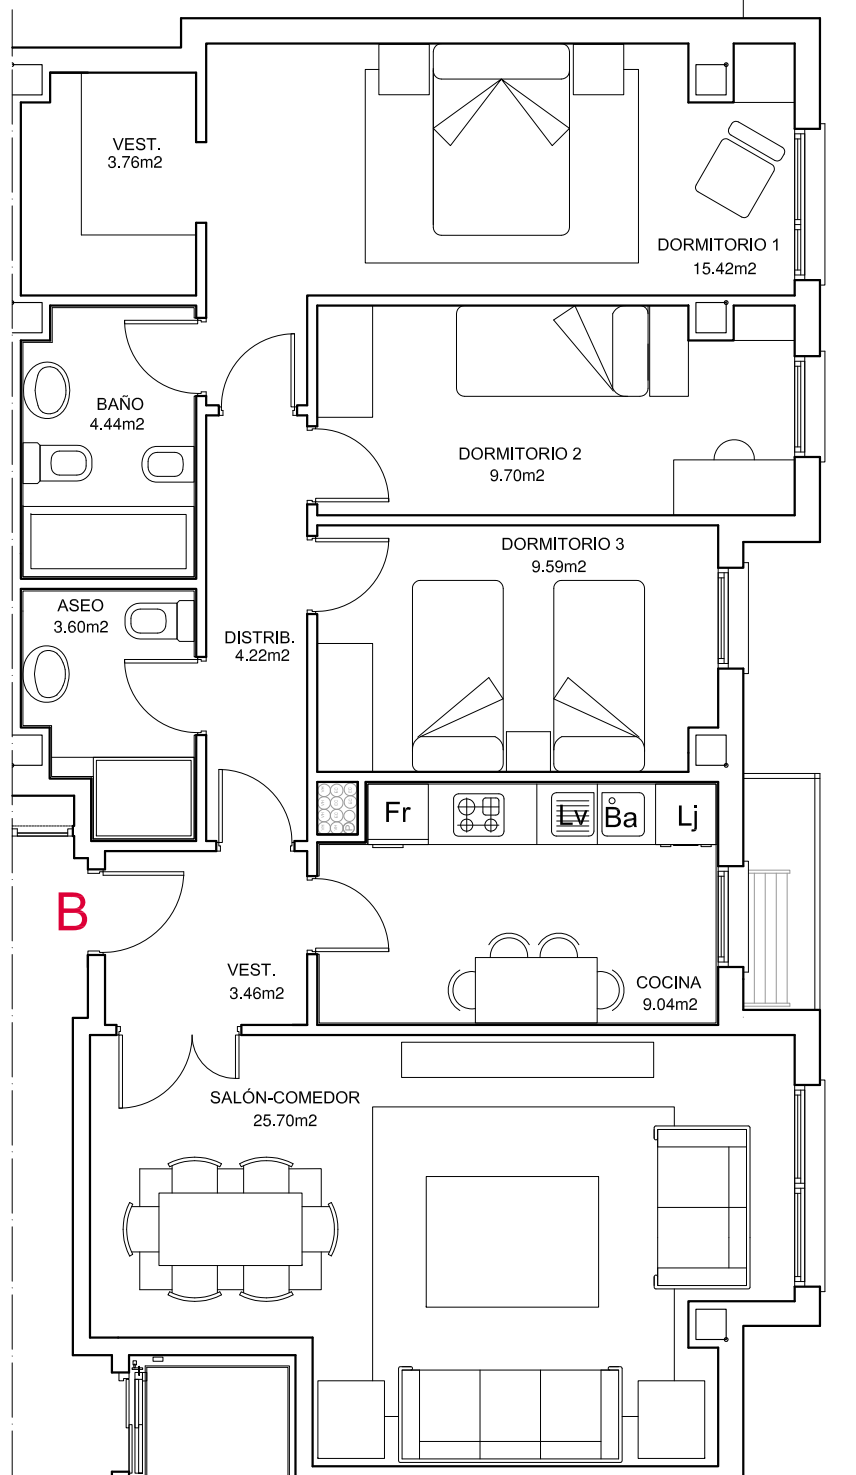 VEST.
3.76m2
DORMITORIO 1
15.42m2
BAÑO
4.44m2
DORMITORIO 2
9.70m2
DORMITORIO 3
9.59m2
ASEO
3.60m2
DISTRIB.
4.22m2
Fr
Lv
Ba
Lj
B
VEST.
3.46m2
COCINA
9.04m2
SALÓN-COMEDOR
25.70m2